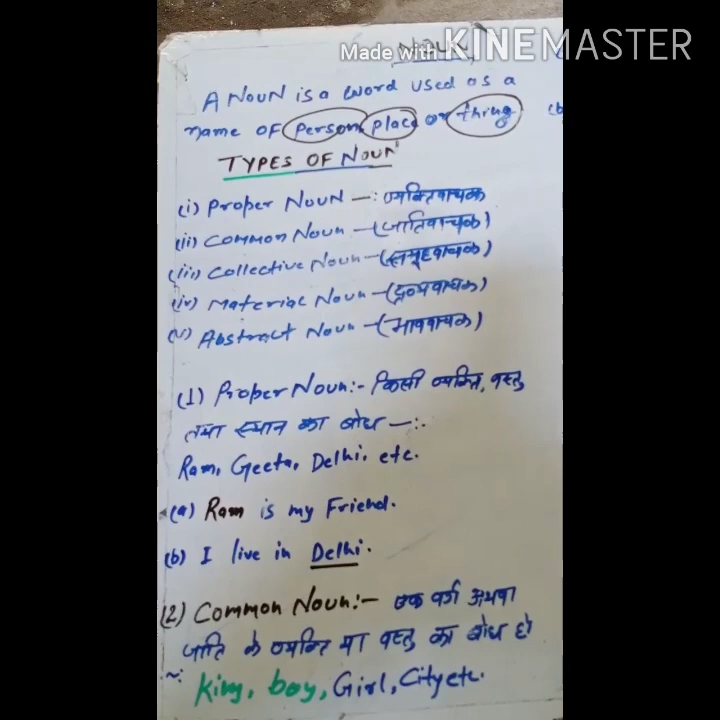 NOUN
Made with KINEMASTER
A NOUN is a word used as a
name of person place or thing
TYPES OF NOUN
(i) Proper NOUN —: व्यक्तिवाचक
(ii) Common Noun —(जातिवाचक)
(iii) Collective Noun —(समूहवाचक)
(iv) Material Noun —(द्रव्यवाचक)
(v) Abstract Noun —(भाववाचक)
(1) Proper Noun:- किसी व्यक्ति, वस्तु
तथा स्थान का बोध —:.
Ram, Geeta, Delhi, etc.
(a) Ram is my Friend.
(b) I live in Delhi.
(2) Common Noun:- एक वर्ग अथवा
जाति के व्यक्ति या वस्तु का बोध हो
King, boy, Girl, City etc.